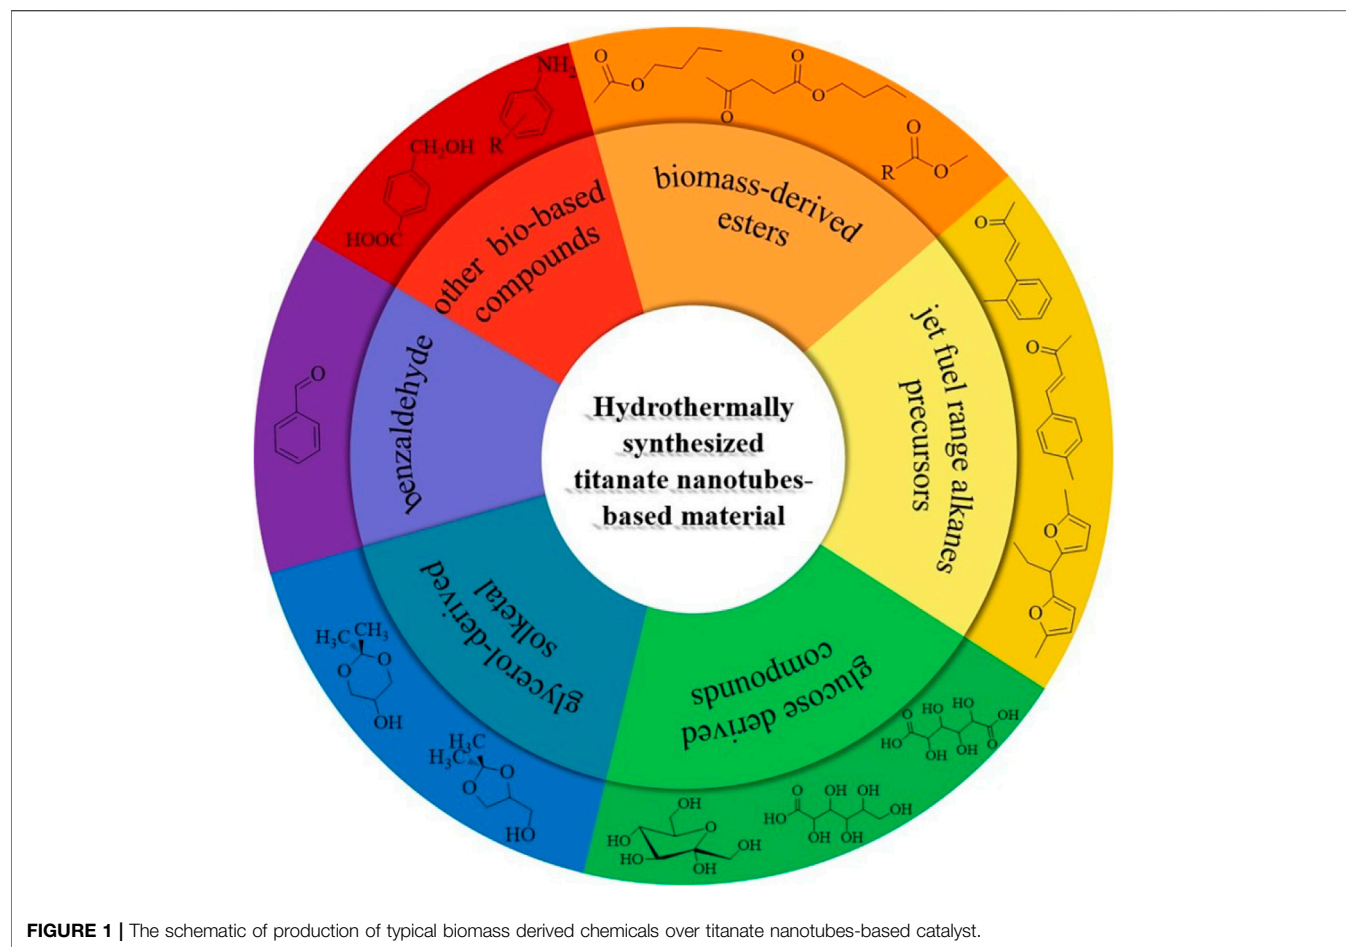 NH₂
CH₂OH
R
HOOC
O
O
O
O
O
O
R
O
other bio-based
compounds
biomass-derived
esters
O
jet fuel range alkanes
precursors
O
O
O
benzaldehyde
O
Hydrothermally
synthesized
titanate nanotubes-
based material
glycerol-derived
solketal
H₃C
CH₃
O
O
OH
H₃C
H₃C
O
O
HO
glucose derived
compounds
O
HO
HO
OH
HO
OH
OH
O
O
OH
OH
HO
OH
OH
OH
OH
O
HO
HO
OH
OH
FIGURE 1 | The schematic of production of typical biomass derived chemicals over titanate nanotubes-based catalyst.